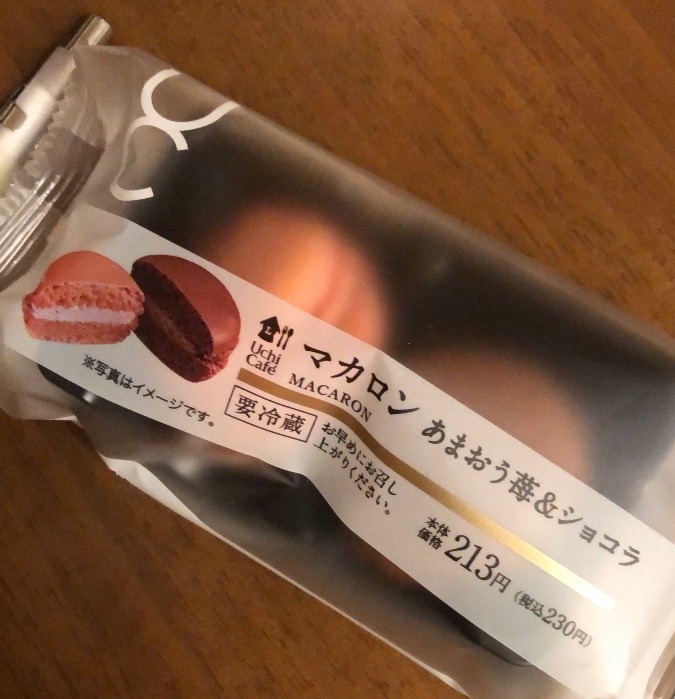 Uchi
Café
マカロン
MACARON
あまおう苺&ショコラ
※写真はイメージです。
要冷蔵
お早めにお召し
上がりください。
本体
価格
213円
(税込230円)